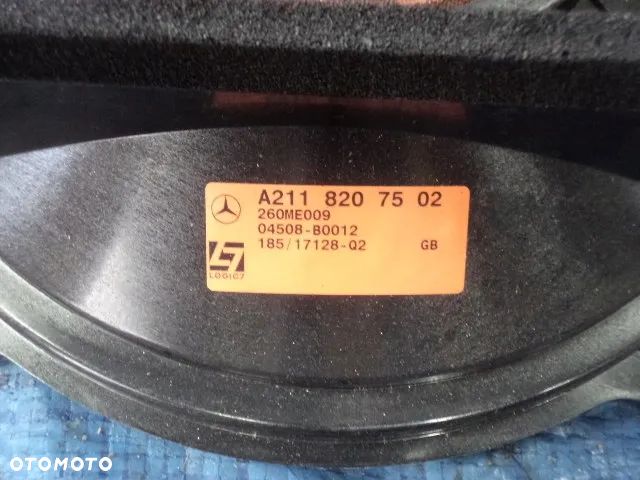 A211 820 75 02
260ME009
04508-B0012
185/17128-Q2 GB
LOGIC7
OTOMOTO